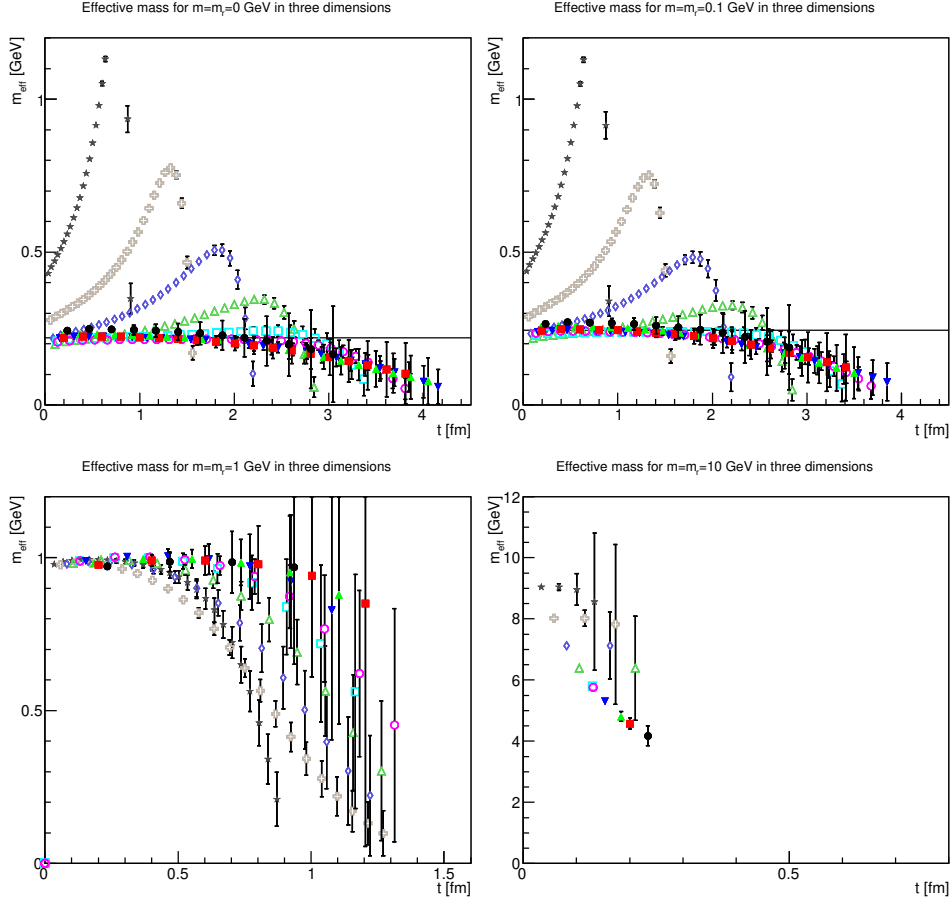 Effective mass for m=mᵣ=0 GeV in three dimensions
m_eff [GeV]
1
0.5
0
0 1 2 3 4
t [fm]
Effective mass for m=mᵣ=0.1 GeV in three dimensions
m_eff [GeV]
1
0.5
0
0 1 2 3 4
t [fm]
Effective mass for m=mᵣ=1 GeV in three dimensions
m_eff [GeV]
1
0.5
0
0 0.5 1 1.5
t [fm]
Effective mass for m=mᵣ=10 GeV in three dimensions
m_eff [GeV]
12
10
8
6
4
2
0
0 0.5
t [fm]